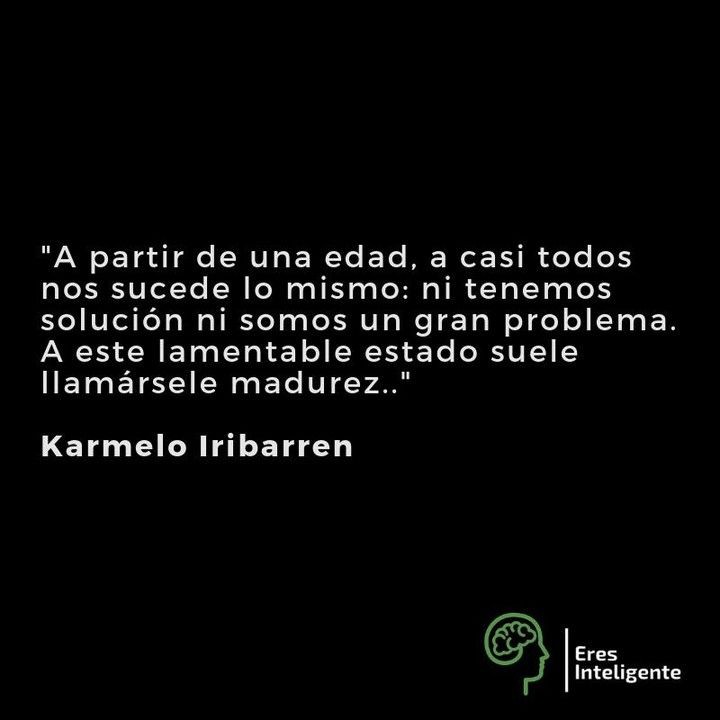 "A partir de una edad, a casi todos
nos sucede lo mismo: ni tenemos
solución ni somos un gran problema.
A este lamentable estado suele
llamársele madurez.."
Karmelo Iribarren
Eres
Inteligente